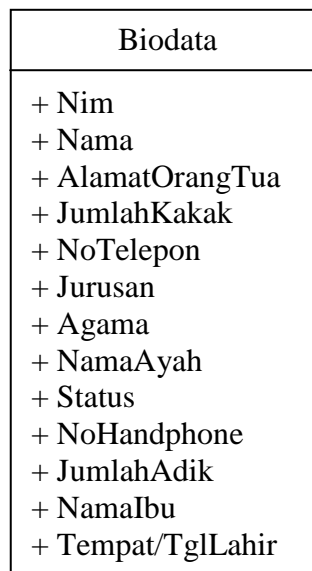 Biodata
+ Nim
+ Nama
+ AlamatOrangTua
+ JumlahKakak
+ NoTelepon
+ Jurusan
+ Agama
+ NamaAyah
+ Status
+ NoHandphone
+ JumlahAdik
+ NamaIbu
+ Tempat/TglLahir